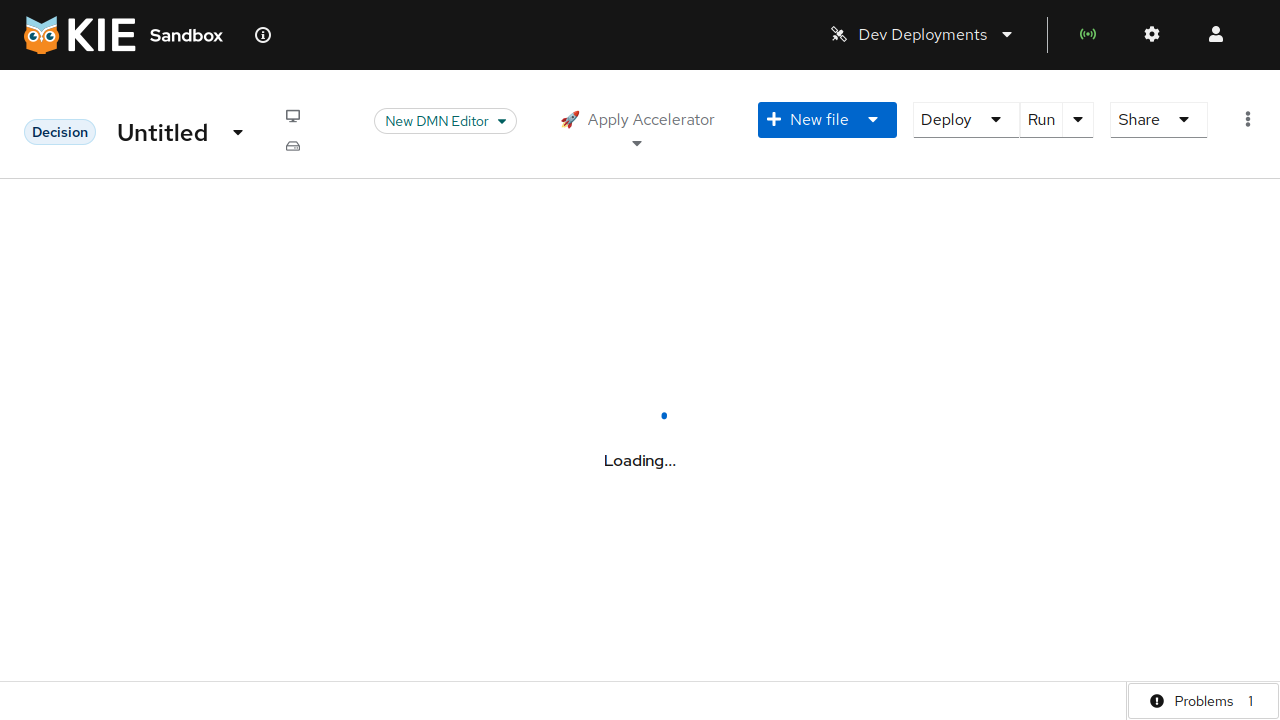 KIE Sandbox
Dev Deployments
Decision
Untitled
New DMN Editor
Apply Accelerator
New file
Deploy
Run
Share
Loading...
Problems 1